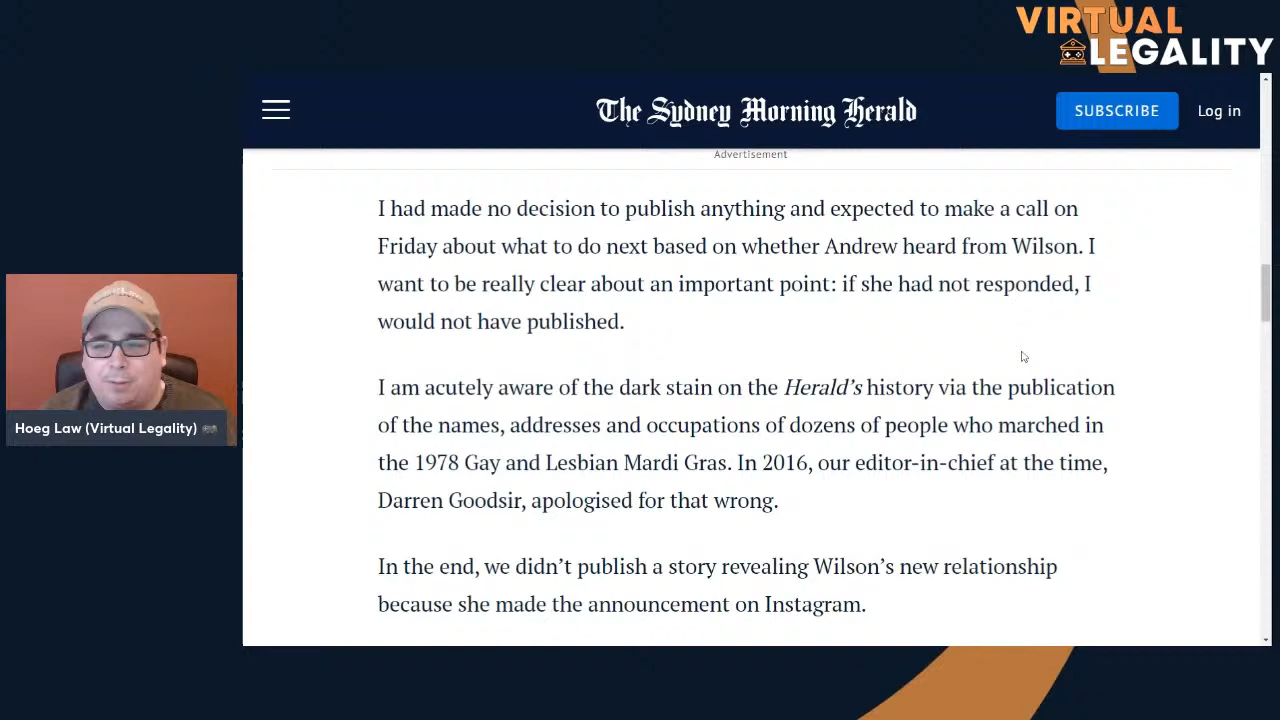 VIRTUAL
LEGALITY
The Sydney Morning Herald
SUBSCRIBE
Log in
Advertisement
I had made no decision to publish anything and expected to make a call on
Friday about what to do next based on whether Andrew heard from Wilson. I
want to be really clear about an important point: if she had not responded, I
would not have published.
I am acutely aware of the dark stain on the Herald’s history via the publication
of the names, addresses and occupations of dozens of people who marched in
the 1978 Gay and Lesbian Mardi Gras. In 2016, our editor-in-chief at the time,
Darren Goodsir, apologised for that wrong.
In the end, we didn’t publish a story revealing Wilson’s new relationship
because she made the announcement on Instagram.
Hoeg Law (Virtual Legality)